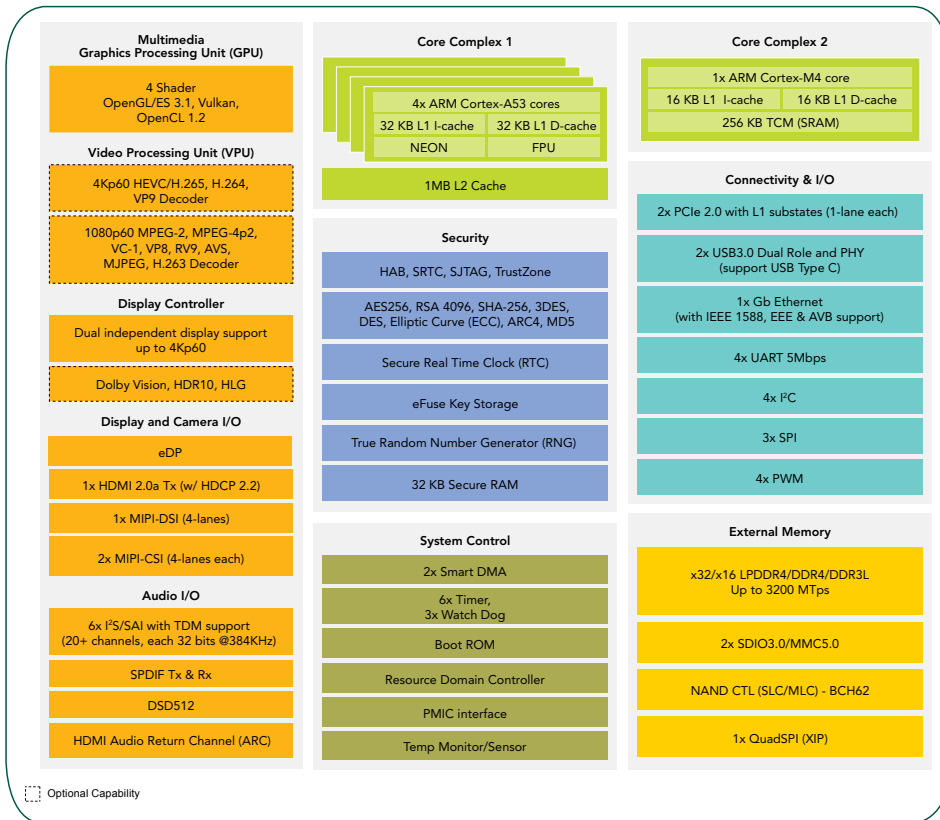 Multimedia
Graphics Processing Unit (GPU)
4 Shader
OpenGL/ES 3.1, Vulkan,
OpenCL 1.2
Video Processing Unit (VPU)
4Kp60 HEVC/H.265, H.264,
VP9 Decoder
1080p60 MPEG-2, MPEG-4p2,
VC-1, VP8, RV9, AVS,
MJPEG, H.263 Decoder
Display Controller
Dual independent display support
up to 4Kp60
Dolby Vision, HDR10, HLG
Display and Camera I/O
eDP
1x HDMI 2.0a Tx (w/ HDCP 2.2)
1x MIPI-DSI (4-lanes)
2x MIPI-CSI (4-lanes each)
Audio I/O
6x I²S/SAI with TDM support
(20+ channels, each 32 bits @384KHz)
SPDIF Tx & Rx
DSD512
HDMI Audio Return Channel (ARC)
Core Complex 1
4x ARM Cortex-A53 cores
32 KB L1 I-cache
32 KB L1 D-cache
NEON
FPU
1MB L2 Cache
Security
HAB, SRTC, SJTAG, TrustZone
AES256, RSA 4096, SHA-256, 3DES,
DES, Elliptic Curve (ECC), ARC4, MD5
Secure Real Time Clock (RTC)
eFuse Key Storage
True Random Number Generator (RNG)
32 KB Secure RAM
System Control
2x Smart DMA
6x Timer,
3x Watch Dog
Boot ROM
Resource Domain Controller
PMIC interface
Temp Monitor/Sensor
Core Complex 2
1x ARM Cortex-M4 core
16 KB L1 I-cache
16 KB L1 D-cache
256 KB TCM (SRAM)
Connectivity & I/O
2x PCIe 2.0 with L1 substates (1-lane each)
2x USB3.0 Dual Role and PHY
(support USB Type C)
1x Gb Ethernet
(with IEEE 1588, EEE & AVB support)
4x UART 5Mbps
4x I²C
3x SPI
4x PWM
External Memory
x32/x16 LPDDR4/DDR4/DDR3L
Up to 3200 MTps
2x SDIO3.0/MMC5.0
NAND CTL (SLC/MLC) - BCH62
1x QuadSPI (XIP)
Optional Capability